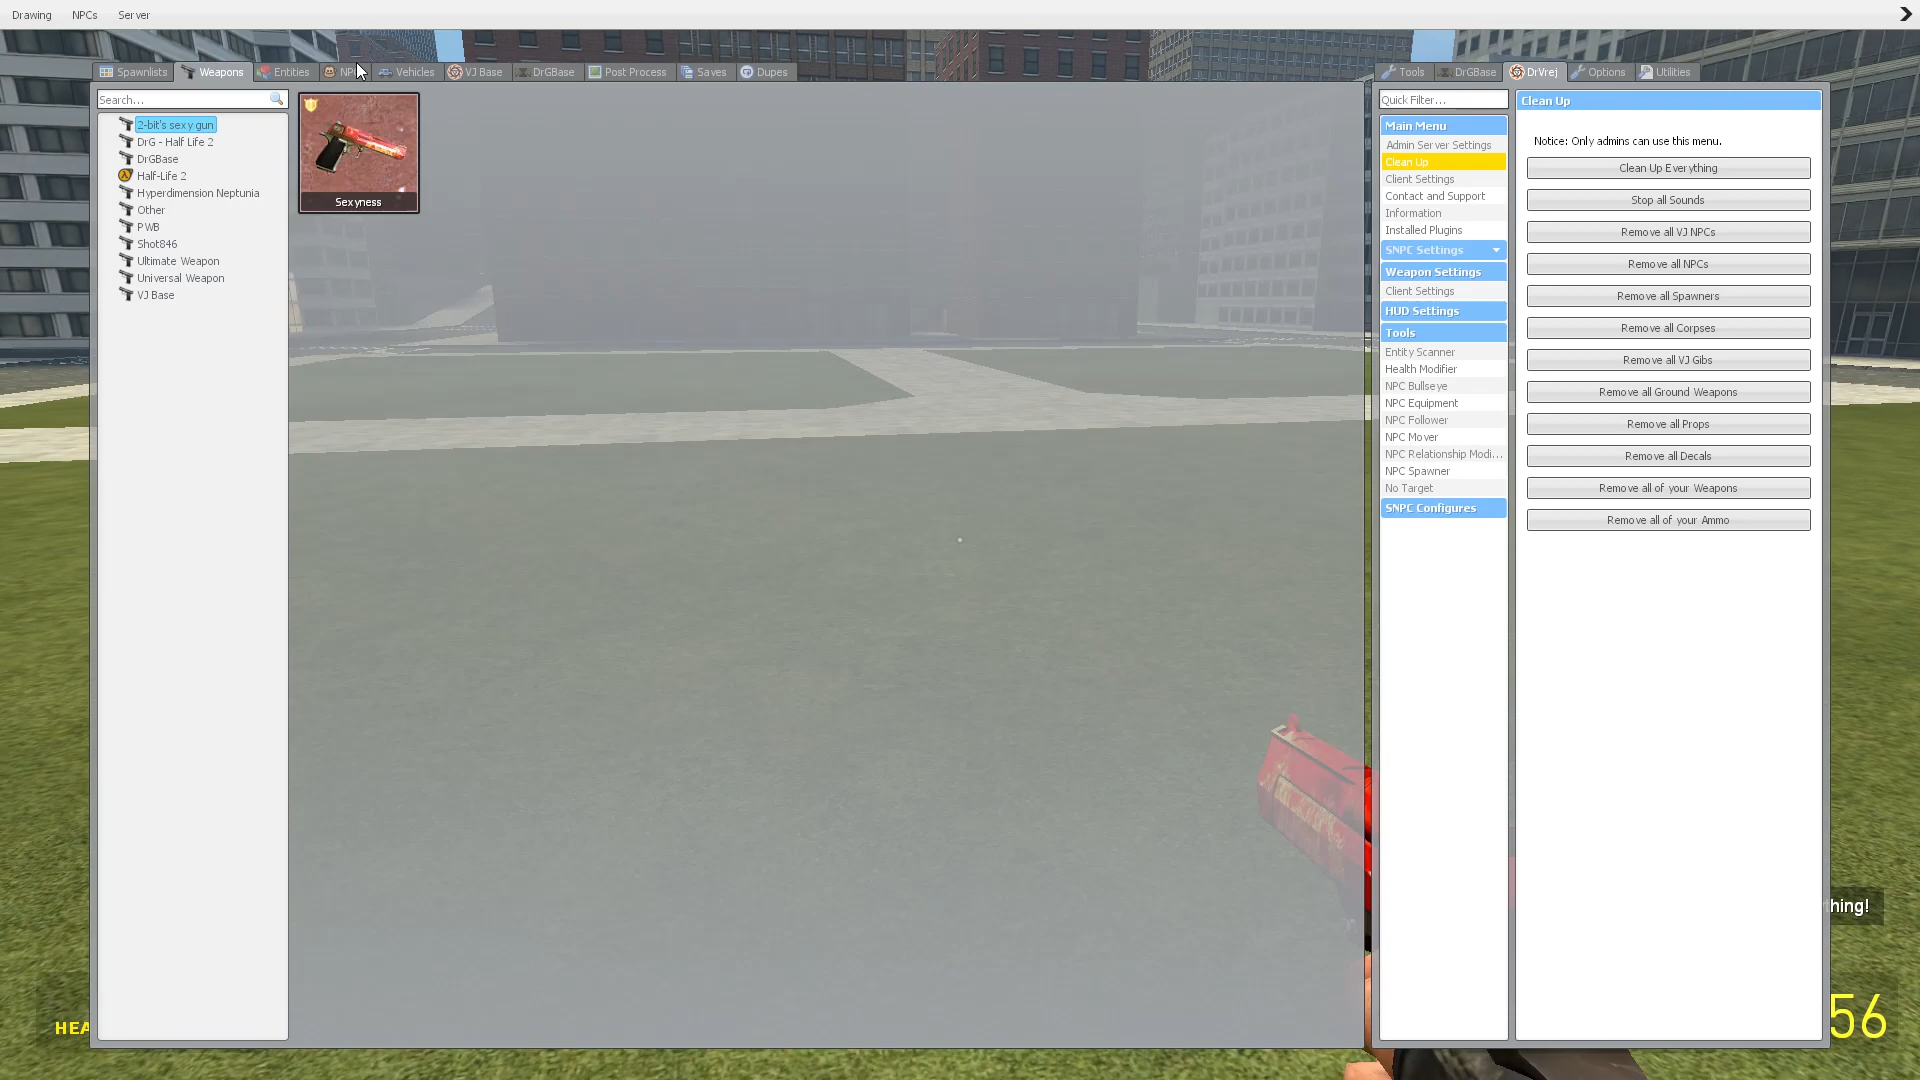 Drawing NPCs Server
Spawnlists Weapons Entities Vehicles VJ Base DrGBase Post Process Saves Dupes
Tools DrGBase DrVrej Options Utilities
Search...
2-bit's sexy gun
DrG - Half Life 2
DrGBase
Half-Life 2
Hyperdimension Neptunia
Other
PWB
Shot846
Ultimate Weapon
Universal Weapon
VJ Base
Sexyness
Quick Filter...
Main Menu
Admin Server Settings
Clean Up
Client Settings
Contact and Support
Information
Installed Plugins
SNPC Settings
Weapon Settings
Client Settings
HUD Settings
Tools
Entity Scanner
Health Modifier
NPC Bullseye
NPC Equipment
NPC Follower
NPC Mover
NPC Relationship Modi...
NPC Spawner
No Target
SNPC Configures
Clean Up
Notice: Only admins can use this menu.
Clean Up Everything
Stop all Sounds
Remove all VJ NPCs
Remove all NPCs
Remove all Spawners
Remove all Corpses
Remove all VJ Gibs
Remove all Ground Weapons
Remove all Props
Remove all Decals
Remove all of your Weapons
Remove all of your Ammo
thing!
HEA
56